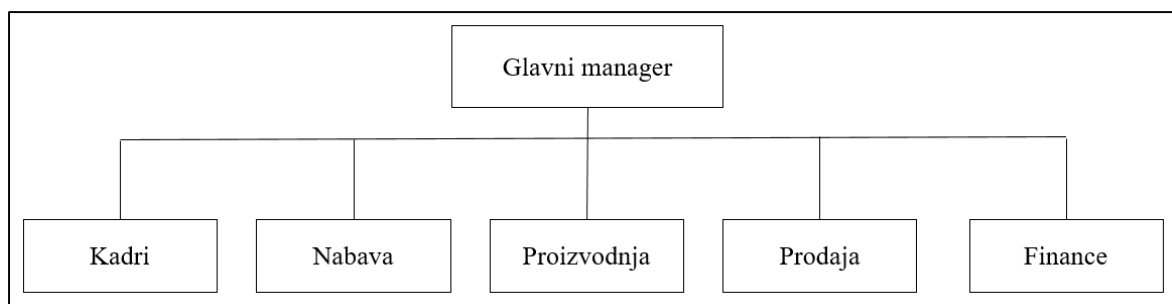 Glavni manager
Kadri
Nabava
Proizvodnja
Prodaja
Finance